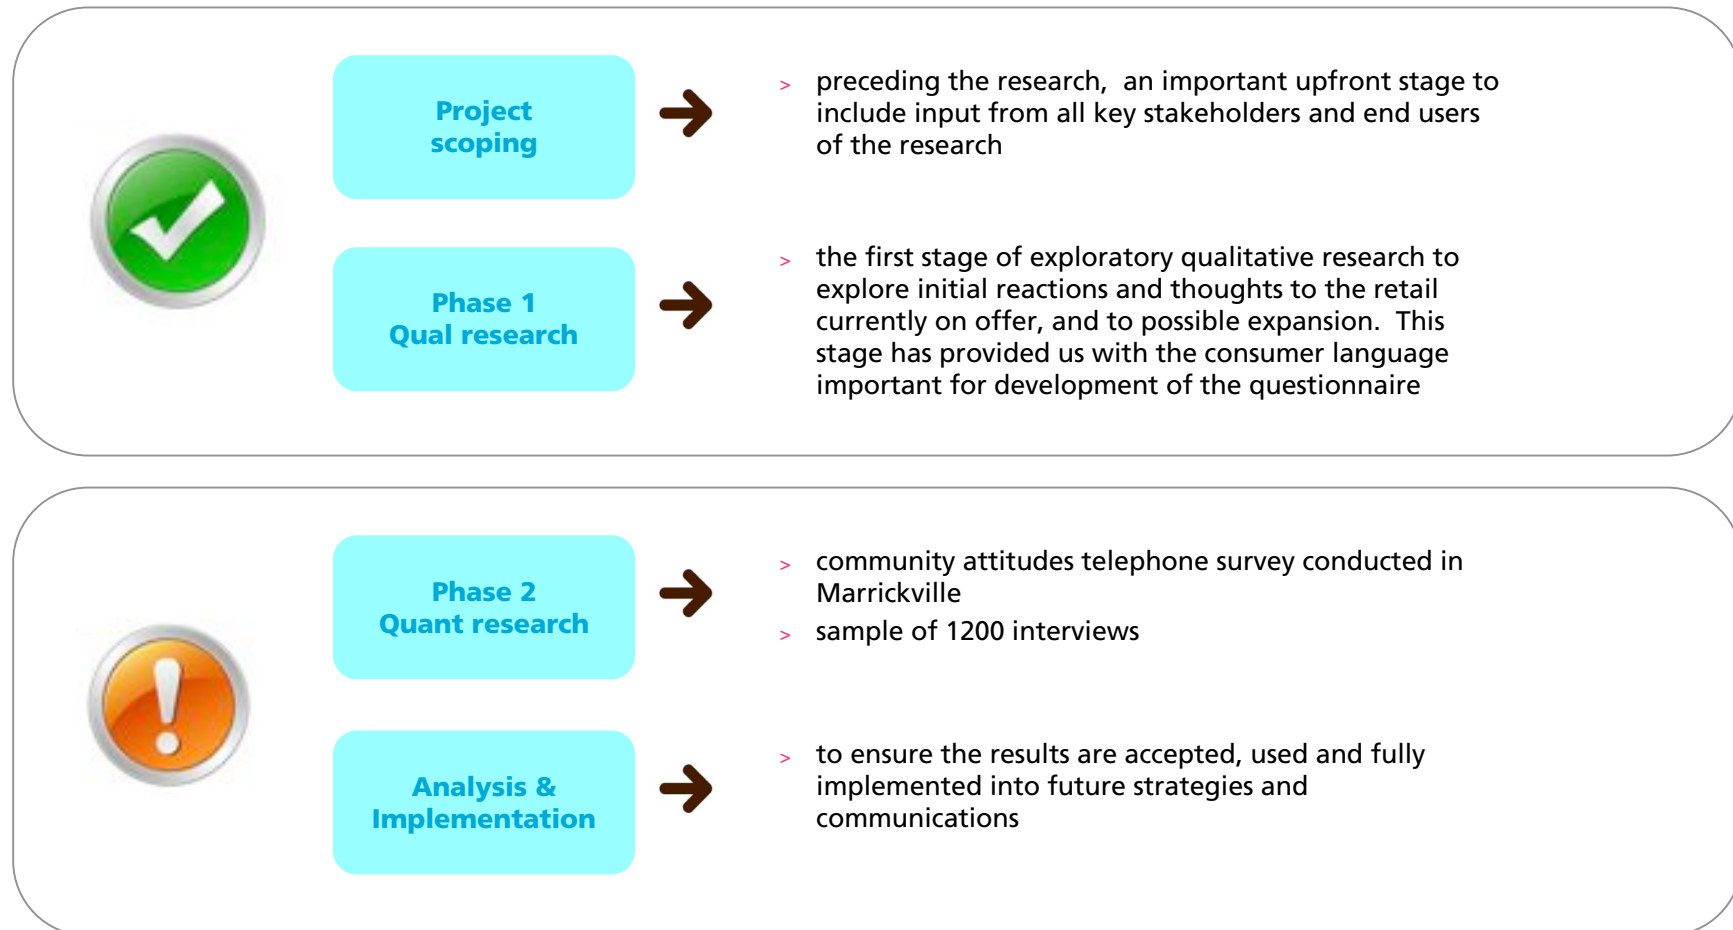 Project
scoping
> preceding the research,  an important upfront stage to
include input from all key stakeholders and end users
of the research
Phase 1
Qual research
> the first stage of exploratory qualitative research to
explore initial reactions and thoughts to the retail
currently on offer, and to possible expansion.  This
stage has provided us with the consumer language
important for development of the questionnaire
Phase 2
Quant research
> community attitudes telephone survey conducted in
Marrickville
> sample of 1200 interviews
Analysis &
Implementation
> to ensure the results are accepted, used and fully
implemented into future strategies and
communications